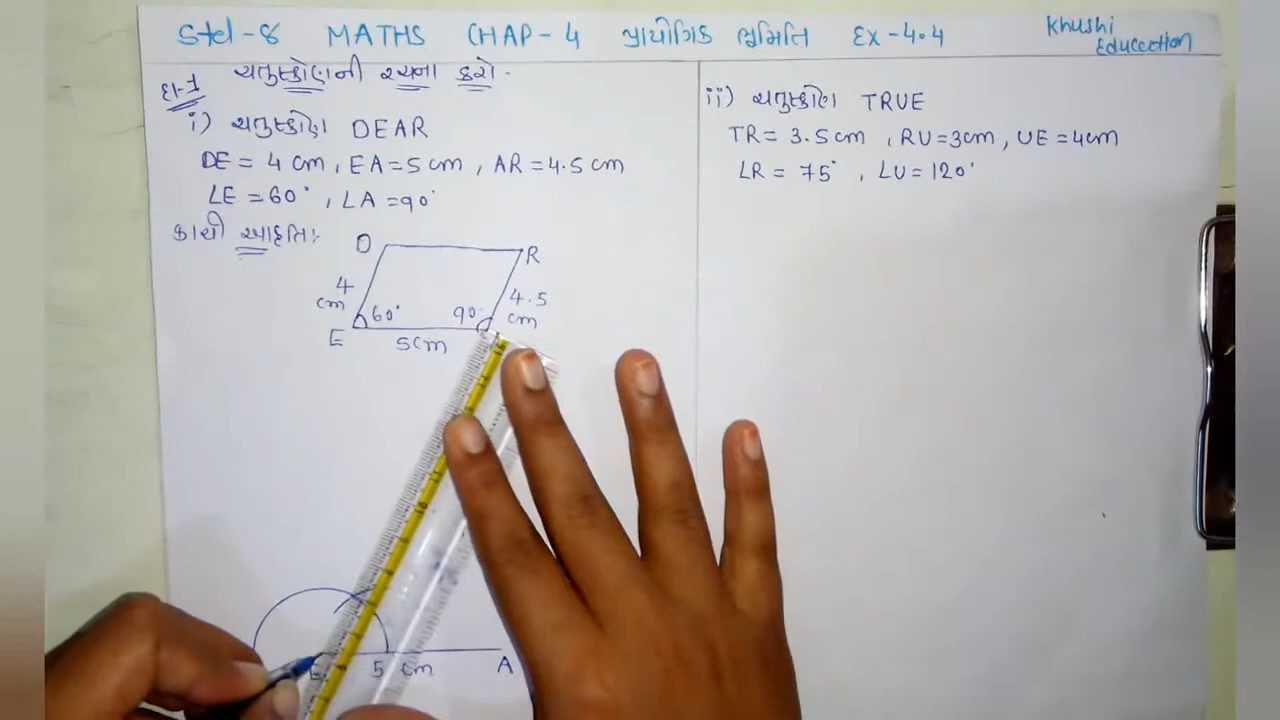 Std-8 MATHS CHAP-4 પ્રાયોગિક ભૂમિતિ EX-4.4
Khushi
Education
દા-1 ચતુષ્કોણની રચના કરો.
i) ચતુષ્કોણ DEAR
DE = 4 cm, EA=5 cm, AR=4.5 cm
∠E =60°, ∠A =90°
કાચી આકૃતિ:
D
R
4
cm
60°
90°
4.5
cm
E
5cm
5 cm
A
ii) ચતુષ્કોણ TRUE
TR= 3.5cm, RU=3cm, UE=4cm
∠R = 75°, ∠U=120°